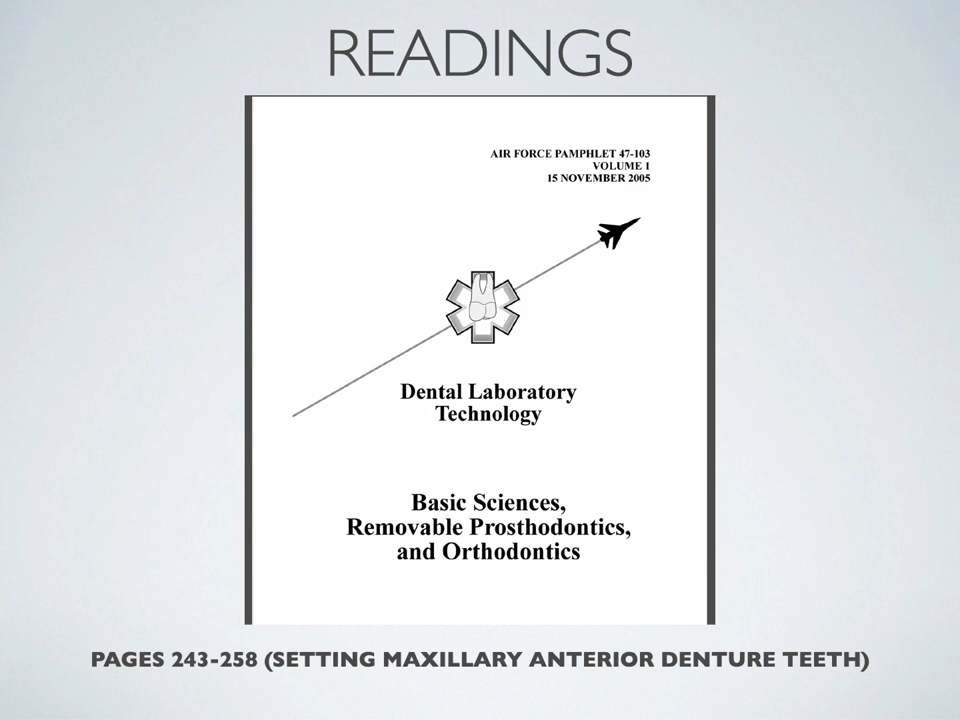 READINGS
AIR FORCE PAMPHLET 47-103
VOLUME 1
15 NOVEMBER 2005
Dental Laboratory
Technology
Basic Sciences,
Removable Prosthodontics,
and Orthodontics
PAGES 243-258 (SETTING MAXILLARY ANTERIOR DENTURE TEETH)